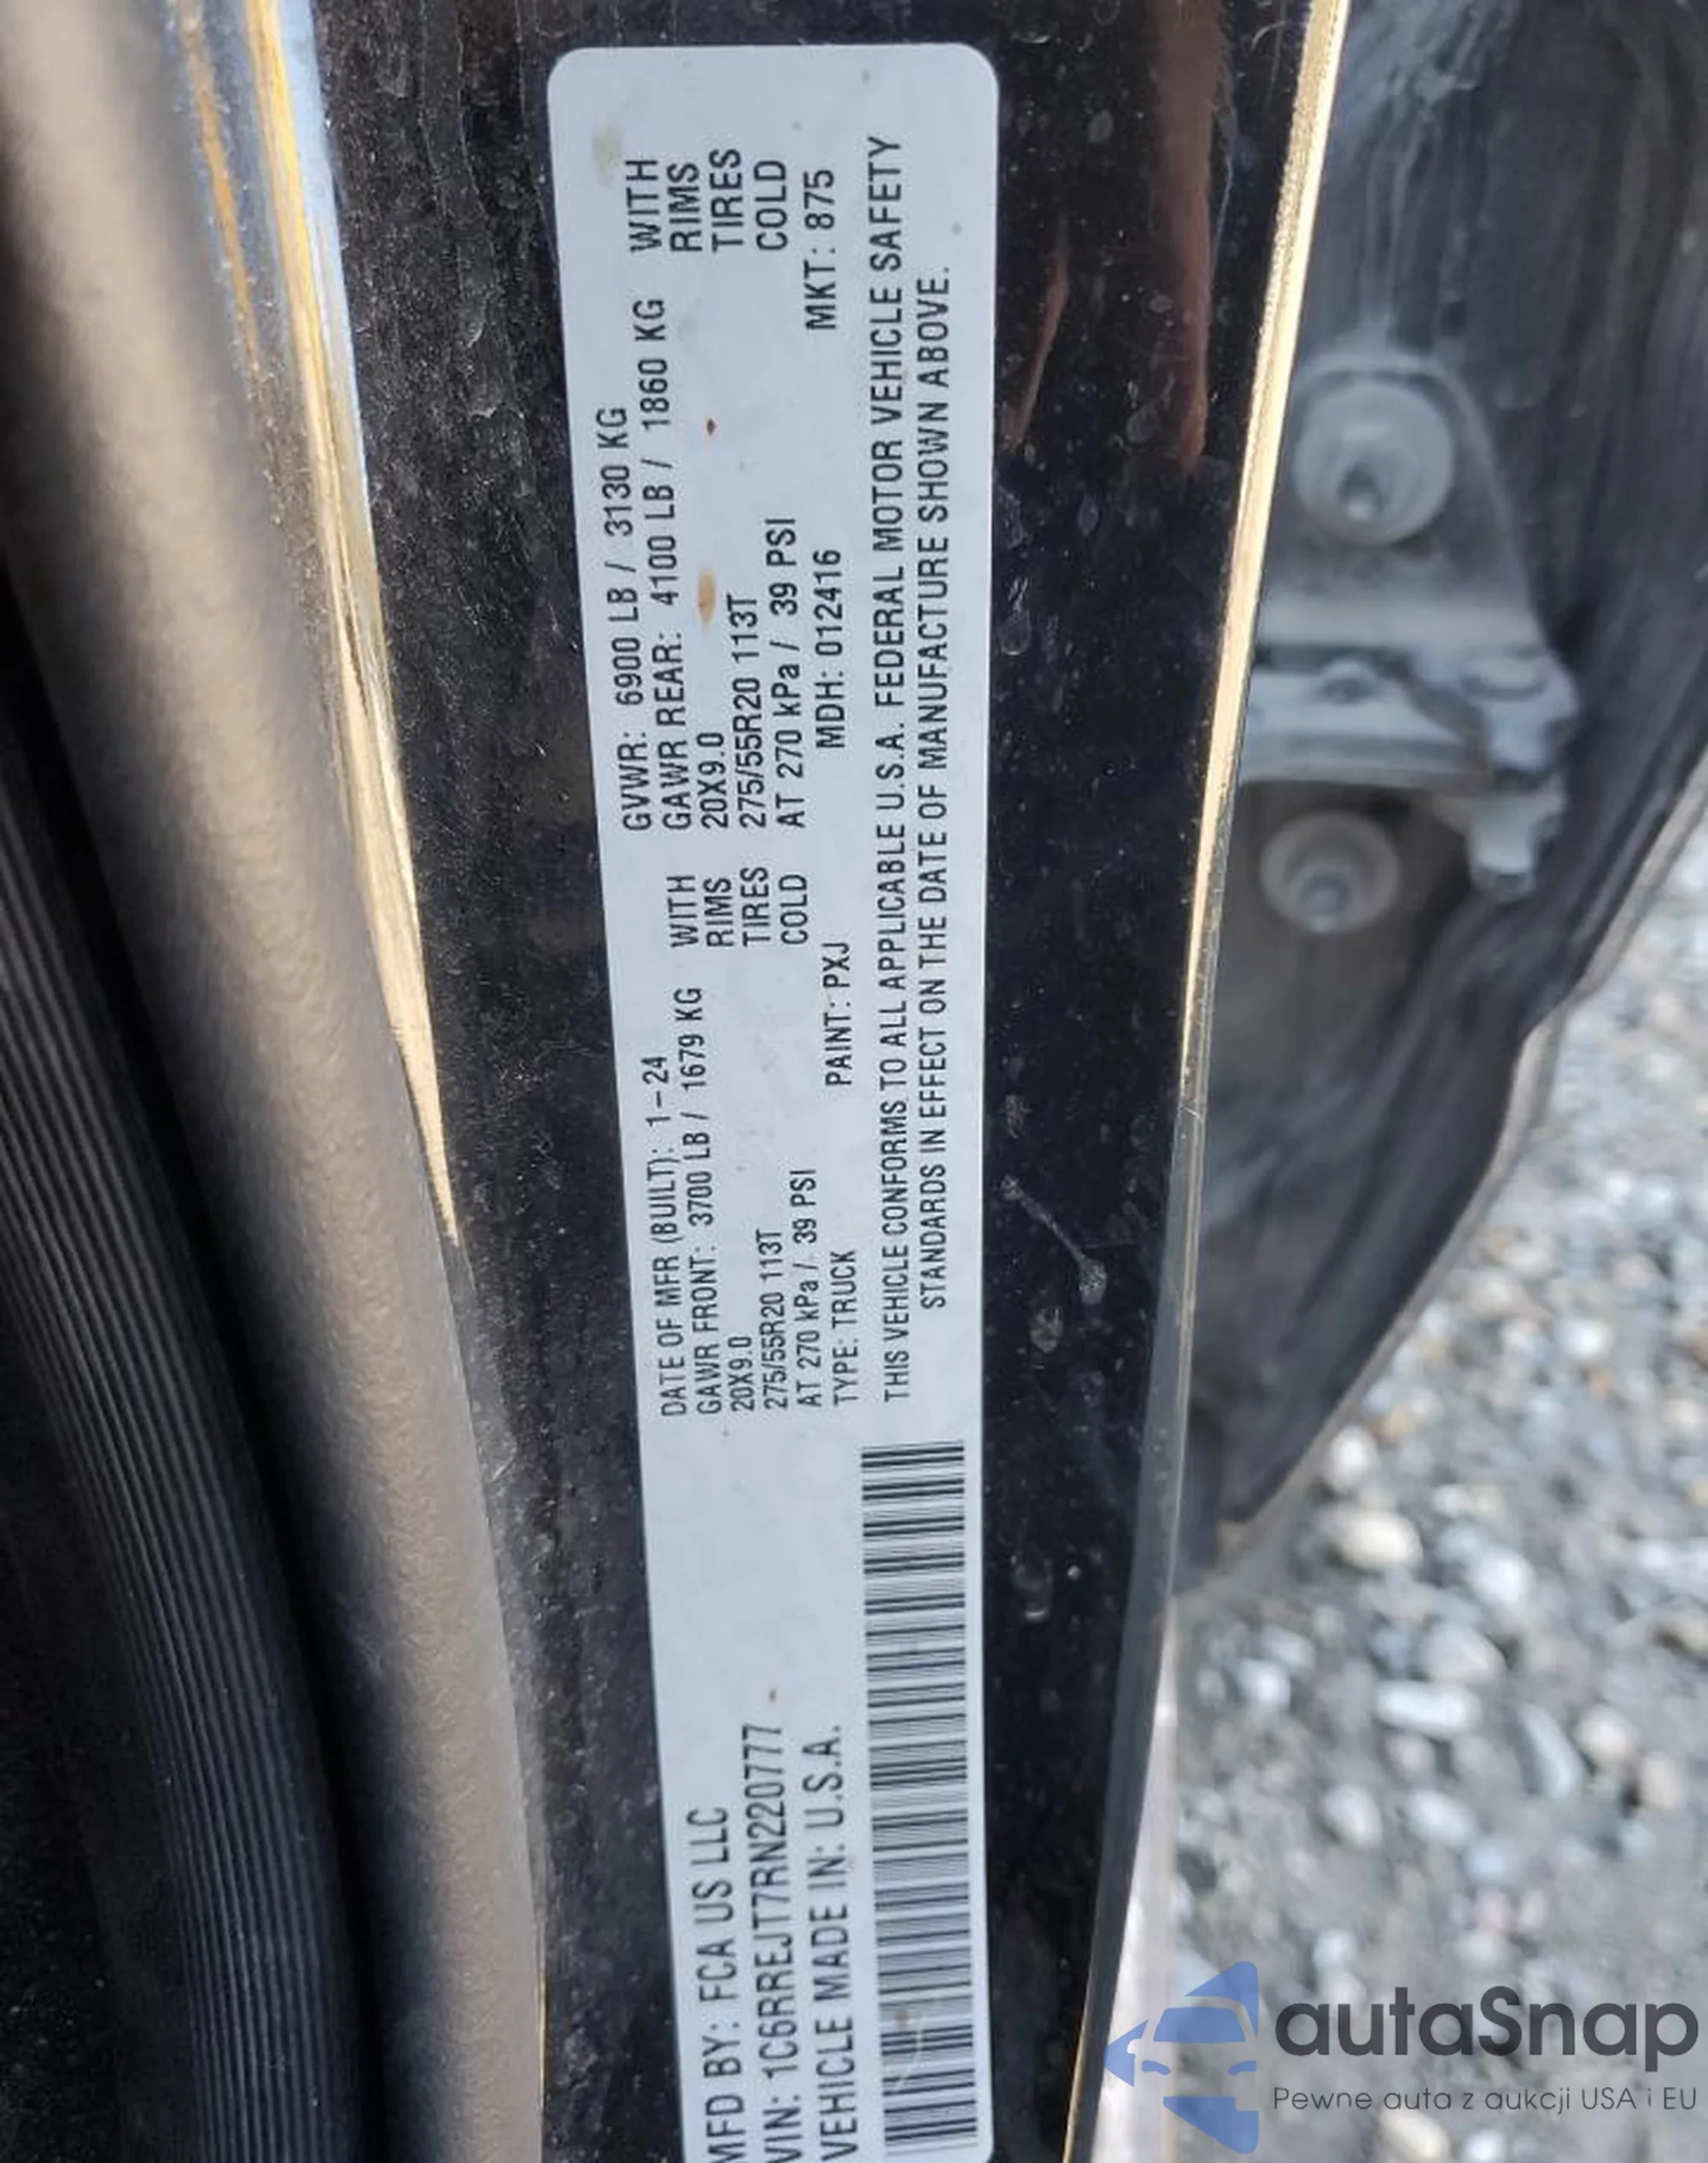 MFD BY: FCA US LLC
VIN: 1C6RREJT7RN220777
VEHICLE MADE IN: U.S.A.
DATE OF MFR (BUILT): 1-24
GVWR: 6900 LB / 3130 KG
GAWR FRONT: 3700 LB / 1679 KG WITH
20X9.0 RIMS
275/55R20 113T TIRES
AT 270 kPa / 39 PSI COLD
GAWR REAR: 4100 LB / 1860 KG WITH
20X9.0 RIMS
275/55R20 113T TIRES
AT 270 kPa / 39 PSI COLD
TYPE: TRUCK PAINT: PXJ MDH: 012416 MKT: 875
THIS VEHICLE CONFORMS TO ALL APPLICABLE U.S.A. FEDERAL MOTOR VEHICLE SAFETY
STANDARDS IN EFFECT ON THE DATE OF MANUFACTURE SHOWN ABOVE.
autaSnap
Pewne auta z aukcji USA i EU